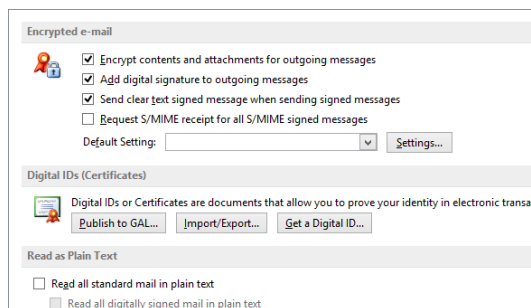 Encrypted e-mail
Encrypt contents and attachments for outgoing messages
Add digital signature to outgoing messages
Send clear text signed message when sending signed messages
Request S/MIME receipt for all S/MIME signed messages
Default Setting: Settings...
Digital IDs (Certificates)
Digital IDs or Certificates are documents that allow you to prove your identity in electronic transa
Publish to GAL... Import/Export... Get a Digital ID...
Read as Plain Text
Read all standard mail in plain text
Read all digitally signed mail in plain text